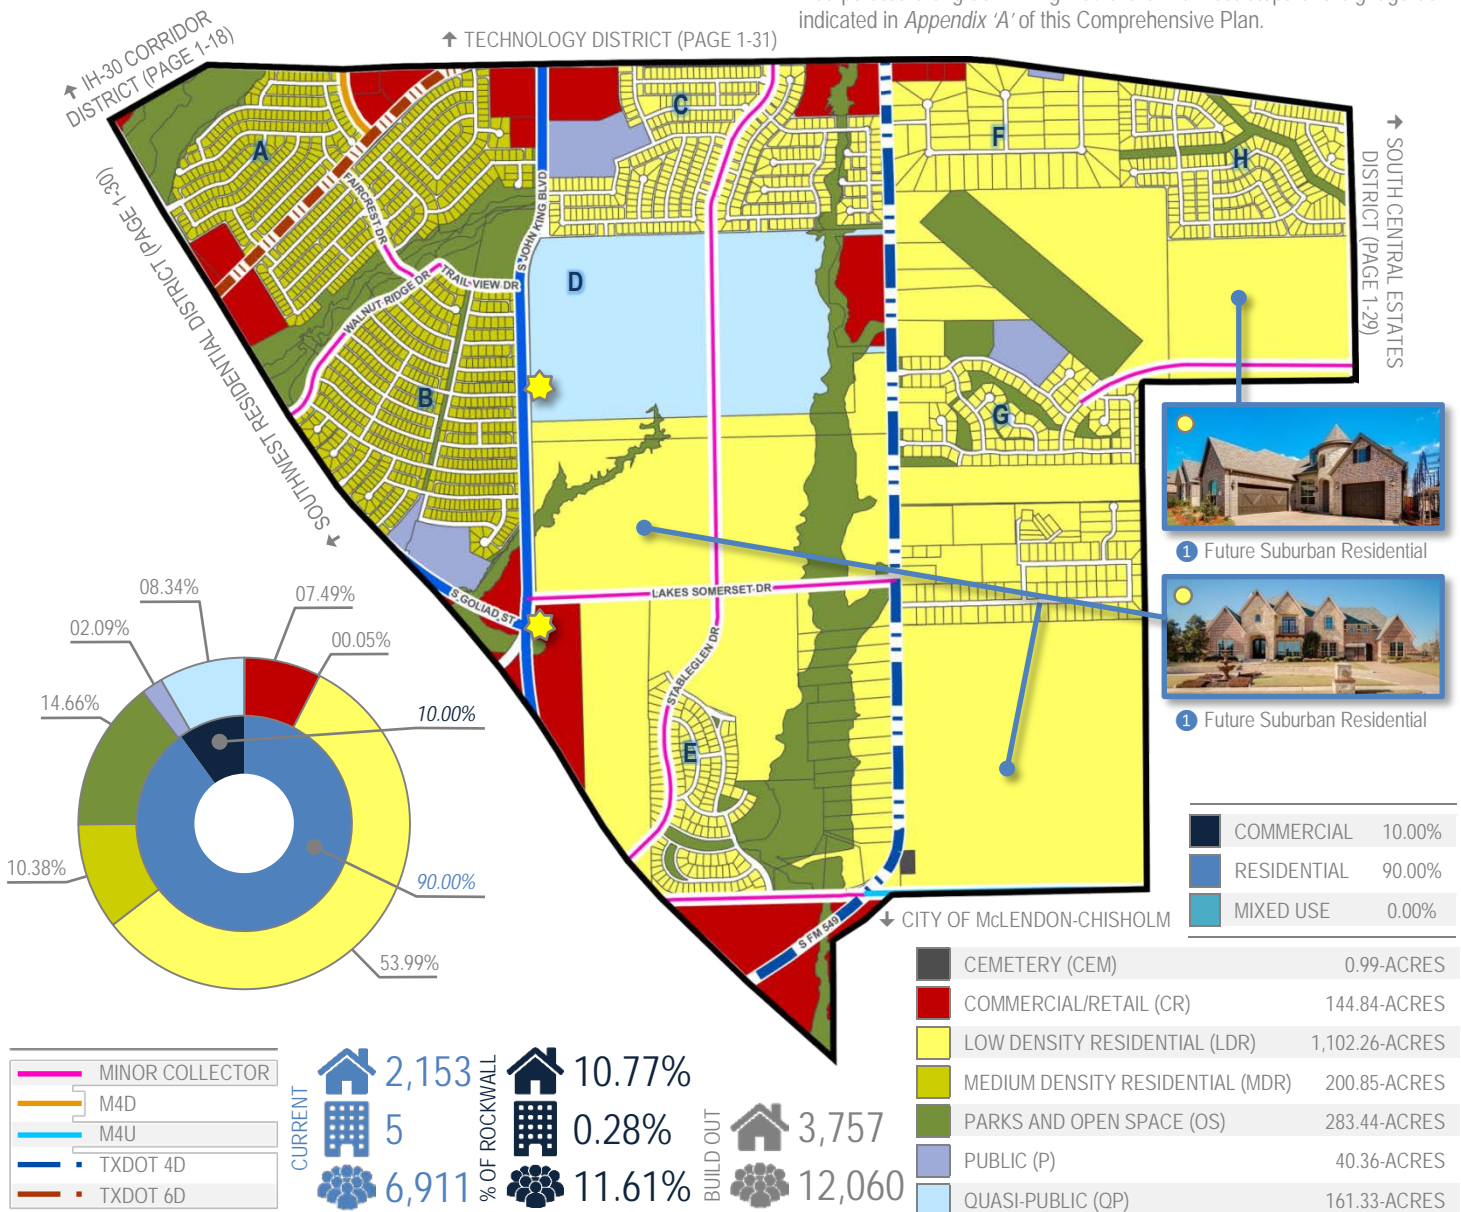 indicated in Appendix 'A' of this Comprehensive Plan.
↑ IH-30 CORRIDOR
DISTRICT (PAGE 1-18)
↑ TECHNOLOGY DISTRICT (PAGE 1-31)
→ SOUTH CENTRAL ESTATES
DISTRICT (PAGE 1-29)
← SOUTHWEST RESIDENTIAL DISTRICT (PAGE 1-30)
A
B
C
D
E
F
G
H
FAIRCREST DR
WALNUT RIDGE DR
TRAIL VIEW DR
S JOHN KING BLVD
S GOLIAD ST
LAKES SOMERSET DR
STABLEGLEN DR
S FM 549
1 Future Suburban Residential
1 Future Suburban Residential
↓ CITY OF McLENDON-CHISHOLM
08.34%
07.49%
02.09%
00.05%
14.66%
10.00%
10.38%
90.00%
53.99%
COMMERCIAL 10.00%
RESIDENTIAL 90.00%
MIXED USE 0.00%
CEMETERY (CEM) 0.99-ACRES
COMMERCIAL/RETAIL (CR) 144.84-ACRES
LOW DENSITY RESIDENTIAL (LDR) 1,102.26-ACRES
MEDIUM DENSITY RESIDENTIAL (MDR) 200.85-ACRES
PARKS AND OPEN SPACE (OS) 283.44-ACRES
PUBLIC (P) 40.36-ACRES
QUASI-PUBLIC (QP) 161.33-ACRES
MINOR COLLECTOR
M4D
M4U
TXDOT 4D
TXDOT 6D
CURRENT
2,153
5
6,911
% OF ROCKWALL
10.77%
0.28%
11.61%
BUILD OUT
3,757
12,060